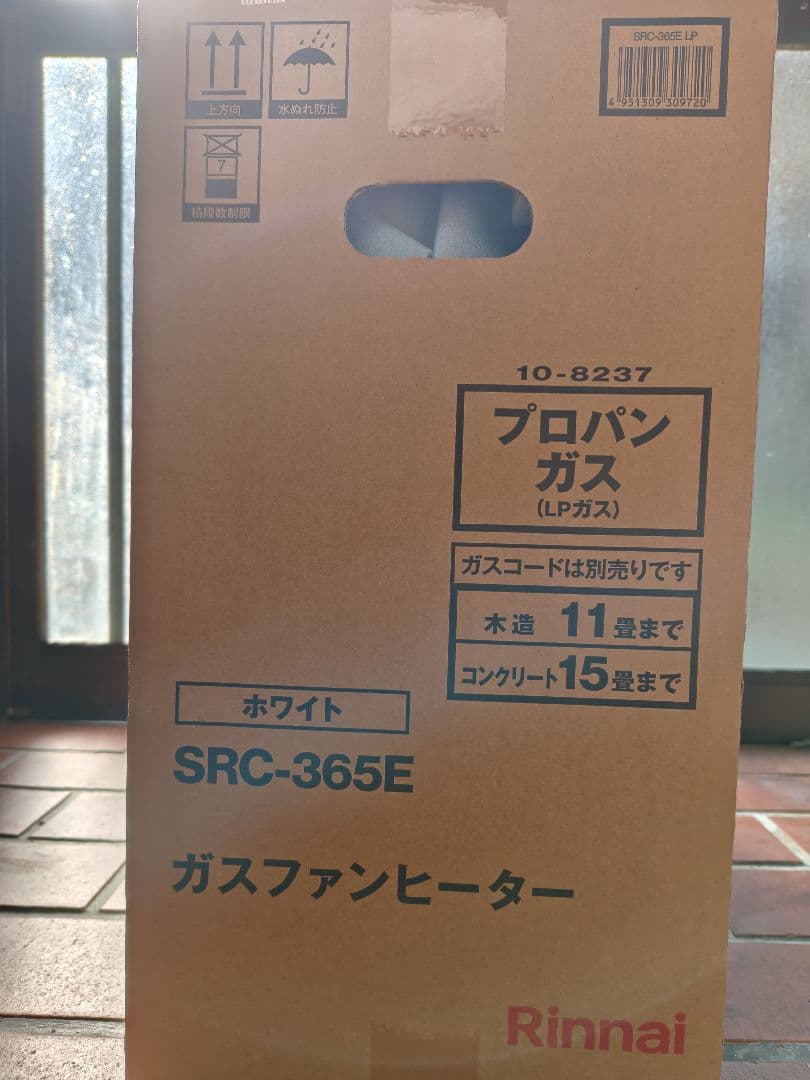 上方向
水ぬれ防止
SRC-365E LP
4 951309 309720
7
積段数制限
10-8237
プロパン
ガス
(LPガス)
ガスコードは別売りです
木造 11畳まで
コンクリート15畳まで
ホワイト
SRC-365E
ガスファンヒーター
Rinnai